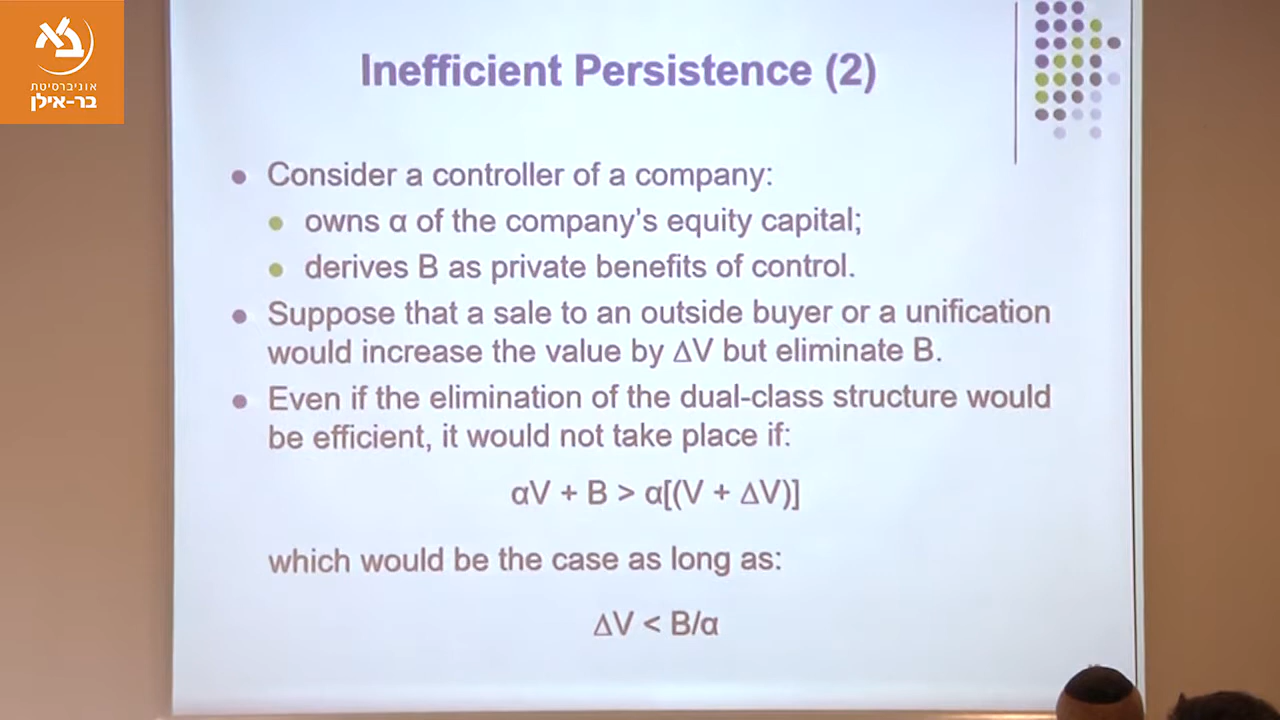 בא
אוניברסיטת
בר-אילן
Inefficient Persistence (2)
Consider a controller of a company:
owns α of the company's equity capital;
derives B as private benefits of control.
Suppose that a sale to an outside buyer or a unification
would increase the value by ΔV but eliminate B.
Even if the elimination of the dual-class structure would
be efficient, it would not take place if:
αV + B > α[(V + ΔV)]
which would be the case as long as:
ΔV < B/α